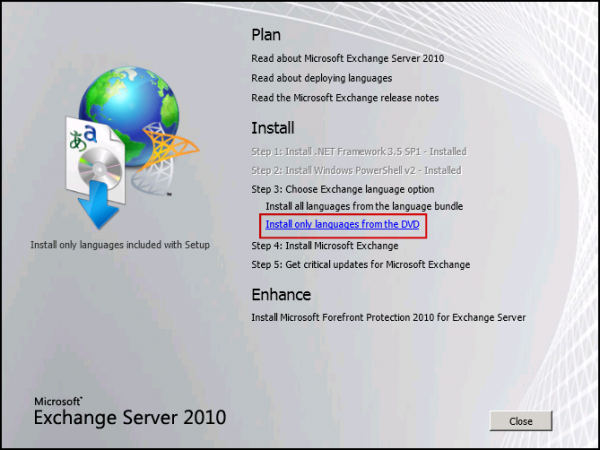 Plan
Read about Microsoft Exchange Server 2010
Read about deploying languages
Read the Microsoft Exchange release notes
Install
Step 1: Install .NET Framework 3.5 SP1 - Installed
Step 2: Install Windows PowerShell v2 - Installed
Step 3: Choose Exchange language option
Install all languages from the language bundle
Install only languages from the DVD
Step 4: Install Microsoft Exchange
Step 5: Get critical updates for Microsoft Exchange
Enhance
Install Microsoft Forefront Protection 2010 for Exchange Server
a
あ
Install only languages included with Setup
Microsoft®
Exchange Server 2010
Close